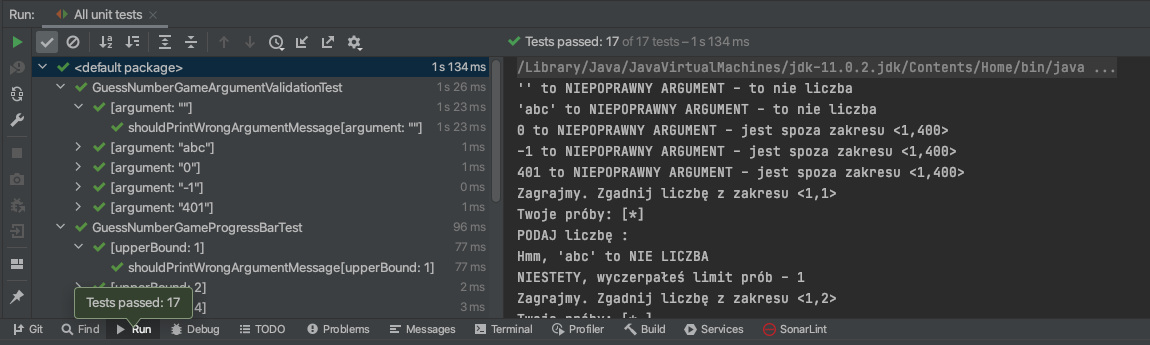 Run: All unit tests
Tests passed: 17 of 17 tests – 1 s 134 ms
<default package> 1 s 134 ms
GuessNumberGameArgumentValidationTest 1 s 26 ms
[argument: ""] 1 s 23 ms
shouldPrintWrongArgumentMessage[argument: ""] 1 s 23 ms
[argument: "abc"] 1 ms
[argument: "0"] 1 ms
[argument: "-1"] 0 ms
[argument: "401"] 1 ms
GuessNumberGameProgressBarTest 96 ms
[upperBound: 1] 77 ms
shouldPrintWrongArgumentMessage[upperBound: 1] 77 ms
[upperBound: 2] 2 ms
4] 3 ms
Tests passed: 17
/Library/Java/JavaVirtualMachines/jdk-11.0.2.jdk/Contents/Home/bin/java ...
'' to NIEPOPRAWNY ARGUMENT - to nie liczba
'abc' to NIEPOPRAWNY ARGUMENT - to nie liczba
0 to NIEPOPRAWNY ARGUMENT - jest spoza zakresu <1,400>
-1 to NIEPOPRAWNY ARGUMENT - jest spoza zakresu <1,400>
401 to NIEPOPRAWNY ARGUMENT - jest spoza zakresu <1,400>
Zagrajmy. Zgadnij liczbę z zakresu <1,1>
Twoje próby: [*]
PODAJ liczbę :
Hmm, 'abc' to NIE LICZBA
NIESTETY, wyczerpałeś limit prób - 1
Zagrajmy. Zgadnij liczbę z zakresu <1,2>
Twoje próby: [*.]
Git Find Run Debug TODO Problems Messages Terminal Profiler Build Services SonarLint